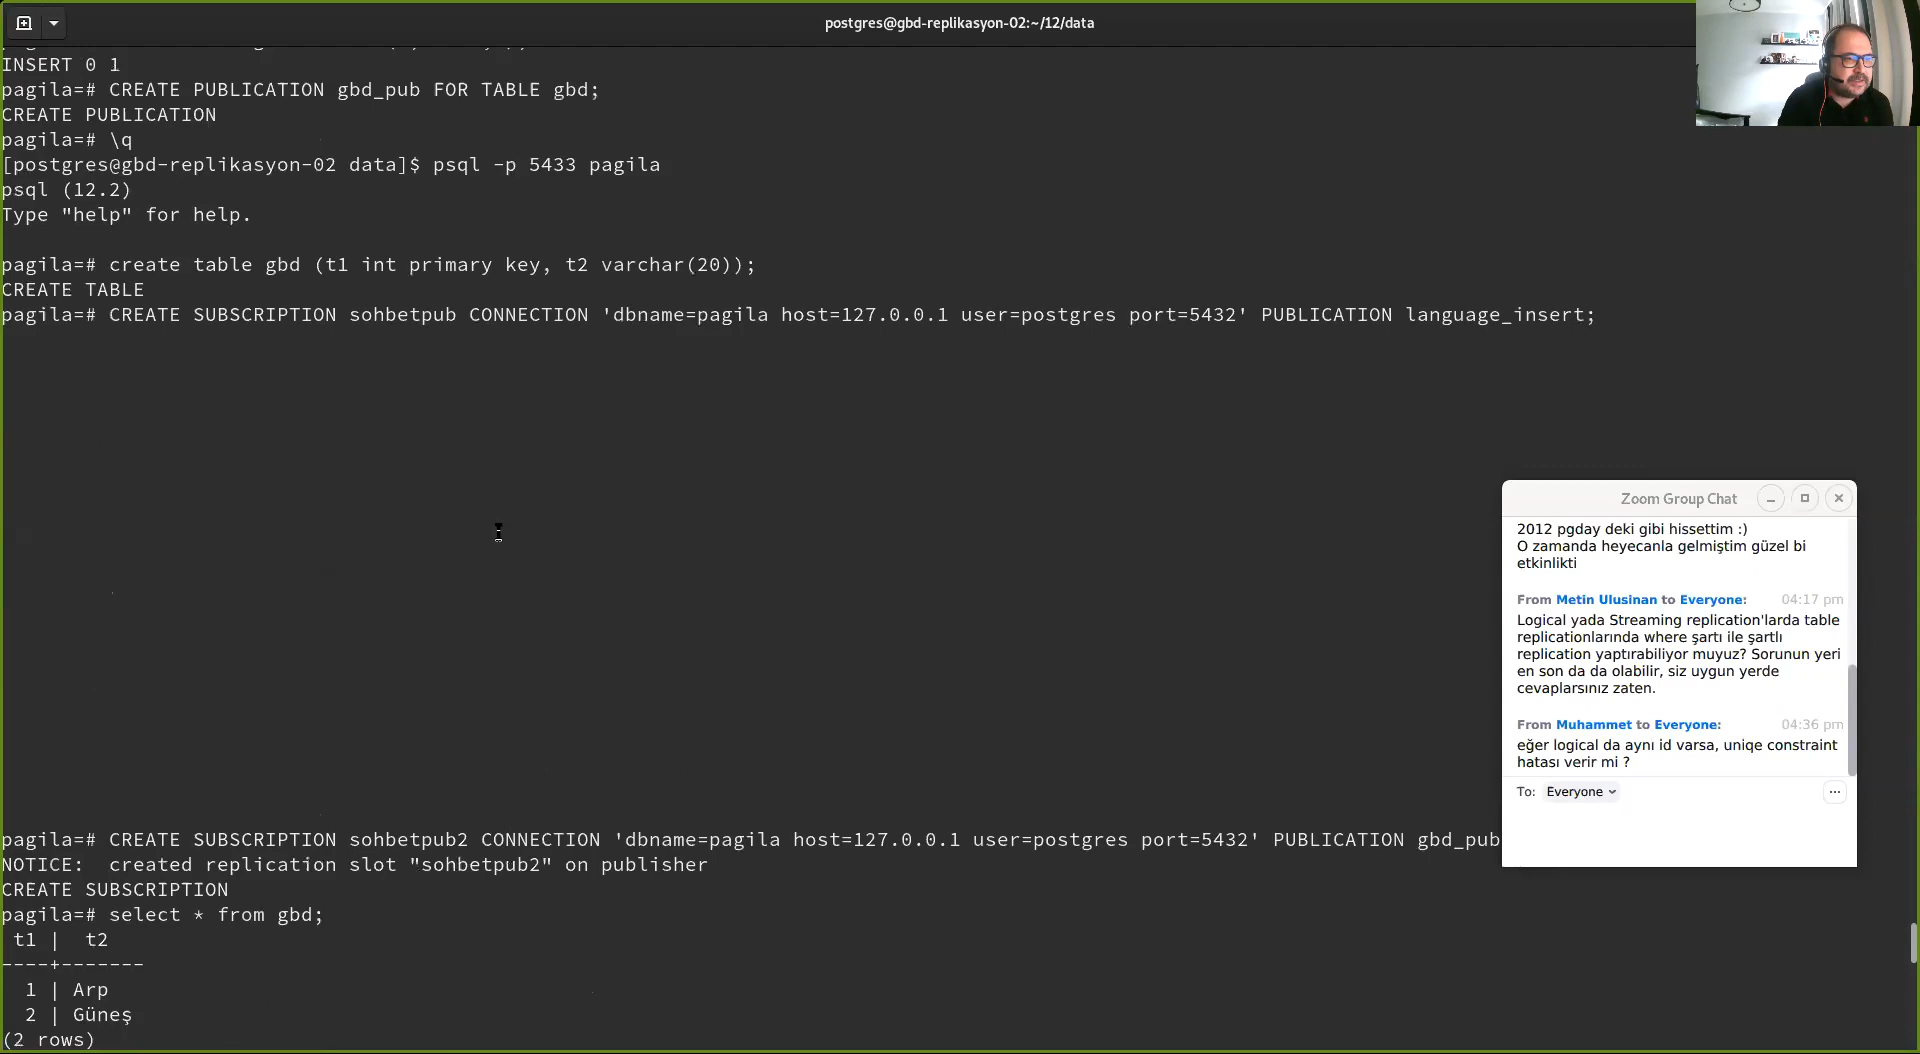 postgres@gbd-replikasyon-02:~/12/data
INSERT 0 1
pagila=# CREATE PUBLICATION gbd_pub FOR TABLE gbd;
CREATE PUBLICATION
pagila=# \q
[postgres@gbd-replikasyon-02 data]$ psql -p 5433 pagila
psql (12.2)
Type "help" for help.
pagila=# create table gbd (t1 int primary key, t2 varchar(20));
CREATE TABLE
pagila=# CREATE SUBSCRIPTION sohbetpub CONNECTION 'dbname=pagila host=127.0.0.1 user=postgres port=5432' PUBLICATION language_insert;
pagila=# CREATE SUBSCRIPTION sohbetpub2 CONNECTION 'dbname=pagila host=127.0.0.1 user=postgres port=5432' PUBLICATION gbd_pub
NOTICE:  created replication slot "sohbetpub2" on publisher
CREATE SUBSCRIPTION
pagila=# select * from gbd;
t1 |  t2
----+-------
1 | Arp
2 | Güneş
(2 rows)
Zoom Group Chat
2012 pgday deki gibi hissettim :)
O zamanda heyecanla gelmiştim güzel bi
etkinlikti
From Metin Ulusinan to Everyone: 04:17 pm
Logical yada Streaming replication'larda table
replicationlarında where şartı ile şartlı
replication yaptırabiliyor muyuz? Sorunun yeri
en son da da olabilir, siz uygun yerde
cevaplarsınız zaten.
From Muhammet to Everyone: 04:36 pm
eğer logical da aynı id varsa, uniqe constraint
hatası verir mi ?
To: Everyone